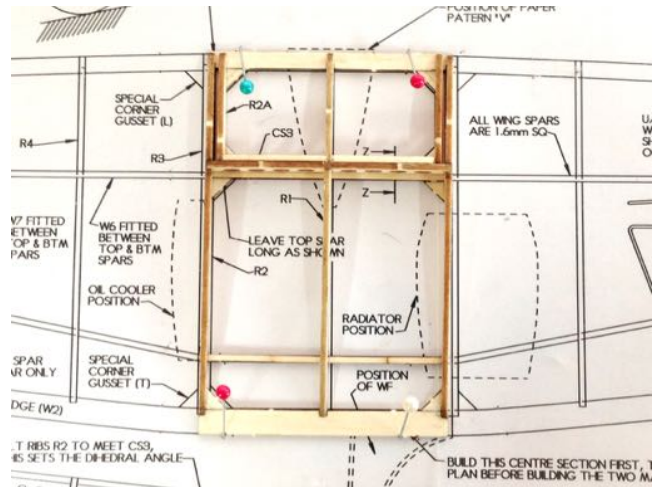 POSITION OF PAPER
PATERN "V"
SPECIAL
CORNER
GUSSET (L)
R2A
CS3
R4
R3
Z
Z
ALL WING SPARS
ARE 1.6mm SQ
R1
W7 FITTED
BETWEEN
TOP & BTM
SPARS
W6 FITTED
BETWEEN
TOP & BTM
SPARS
LEAVE TOP SPAR
LONG AS SHOWN
R2
OIL COOLER
POSITION
RADIATOR
POSITION
SPAR
ONLY
SPECIAL
CORNER
GUSSET (T)
POSITION
OF WF
(W2)
RIBS R2 TO MEET CS3,
SETS THE DIHEDRAL ANGLE
BUILD THIS CENTRE SECTION FIRST,
PLAN BEFORE BUILDING THE TWO